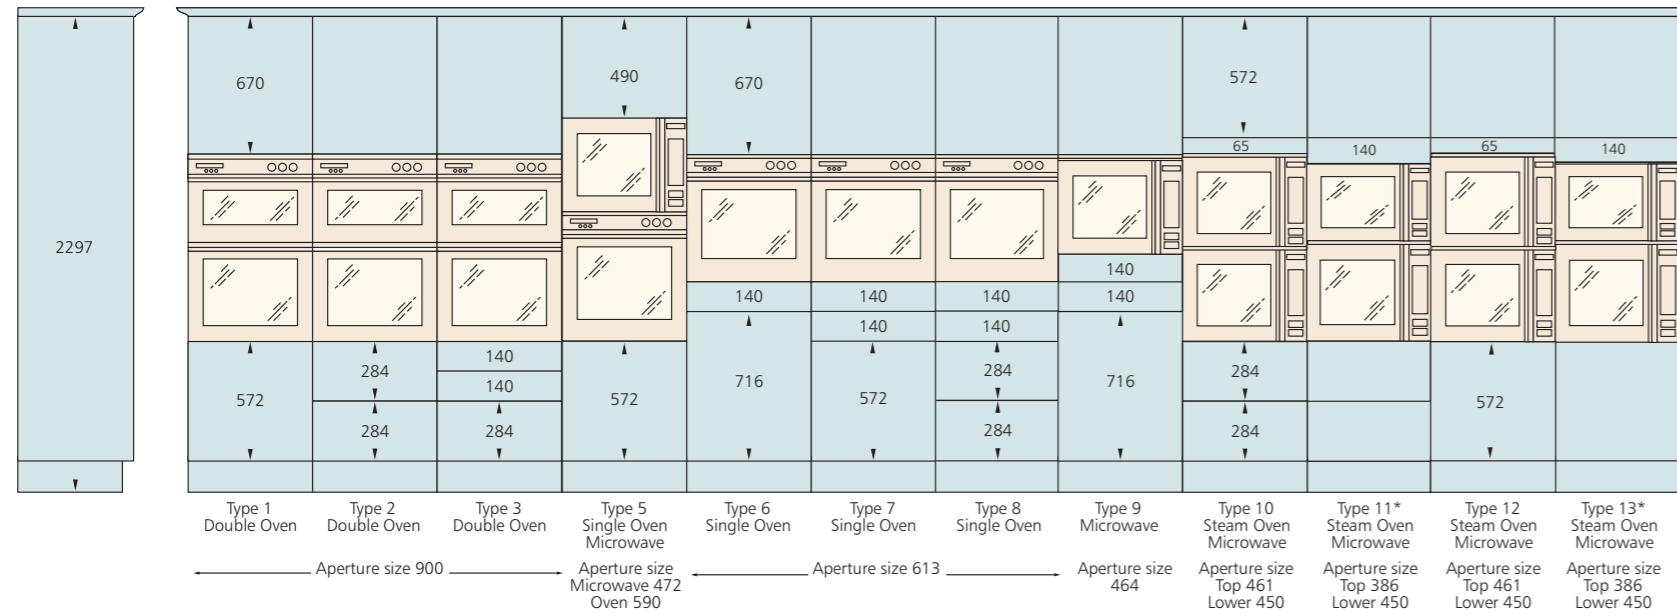 2297
670
490
670
572
65
140
65
140
140
140
140
140
140
140
140
572
284
284
140
140
284
572
716
572
284
284
716
284
284
572
Type 1
Double Oven
Type 2
Double Oven
Type 3
Double Oven
Type 5
Single Oven
Microwave
Type 6
Single Oven
Type 7
Single Oven
Type 8
Single Oven
Type 9
Microwave
Type 10
Steam Oven
Microwave
Type 11*
Steam Oven
Microwave
Type 12
Steam Oven
Microwave
Type 13*
Steam Oven
Microwave
Aperture size 900
Aperture size
Microwave 472
Oven 590
Aperture size 613
Aperture size
464
Aperture size
Top 461
Lower 450
Aperture size
Top 386
Lower 450
Aperture size
Top 461
Lower 450
Aperture size
Top 386
Lower 450